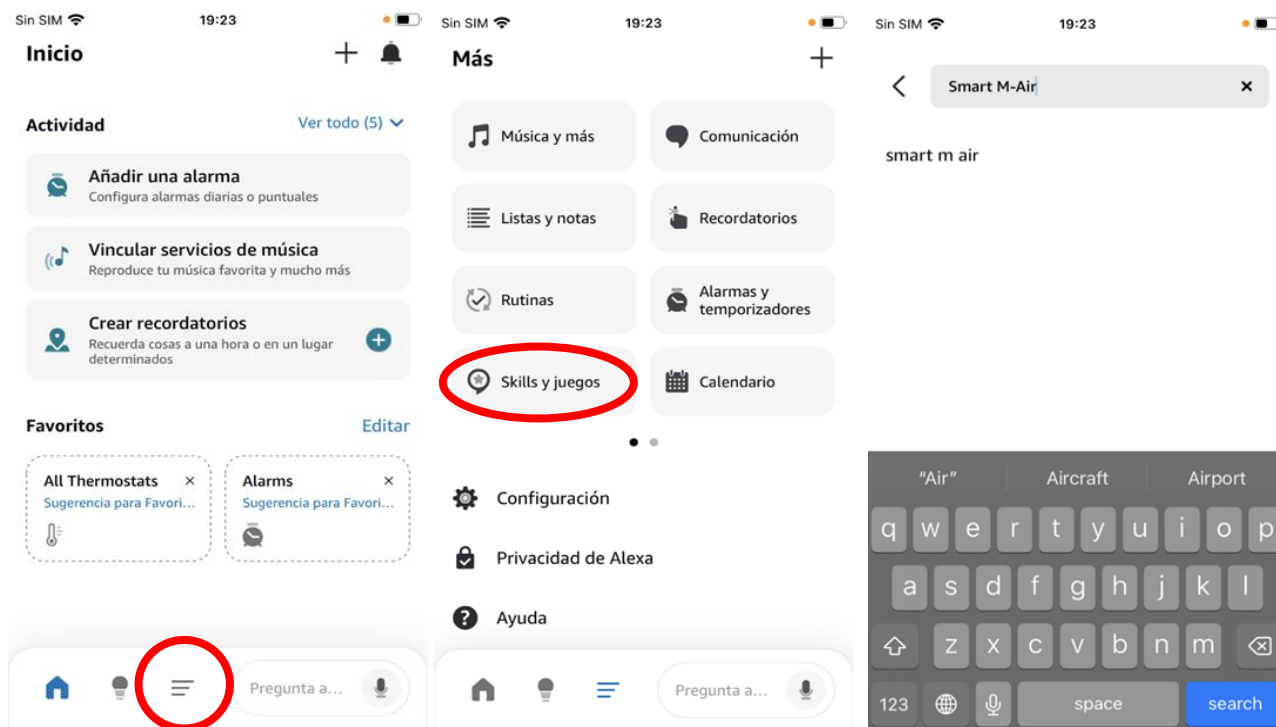 Sin SIM 19:23
Inicio
Actividad
Ver todo (5)
Añadir una alarma
Configura alarmas diarias o puntuales
Vincular servicios de música
Reproduce tu música favorita y mucho más
Crear recordatorios
Recuerda cosas a una hora o en un lugar
determinados
Favoritos
Editar
All Thermostats ×
Sugerencia para Favori...
Alarms ×
Sugerencia para Favori...
Pregunta a...
Sin SIM 19:23
Más
Música y más
Comunicación
Listas y notas
Recordatorios
Rutinas
Alarmas y
temporizadores
Skills y juegos
Calendario
Configuración
Privacidad de Alexa
Ayuda
Pregunta a...
Sin SIM 19:23
Smart M-Air
smart m air
"Air" Aircraft Airport
q w e r t y u i o p
a s d f g h j k l
z x c v b n m
123 space search